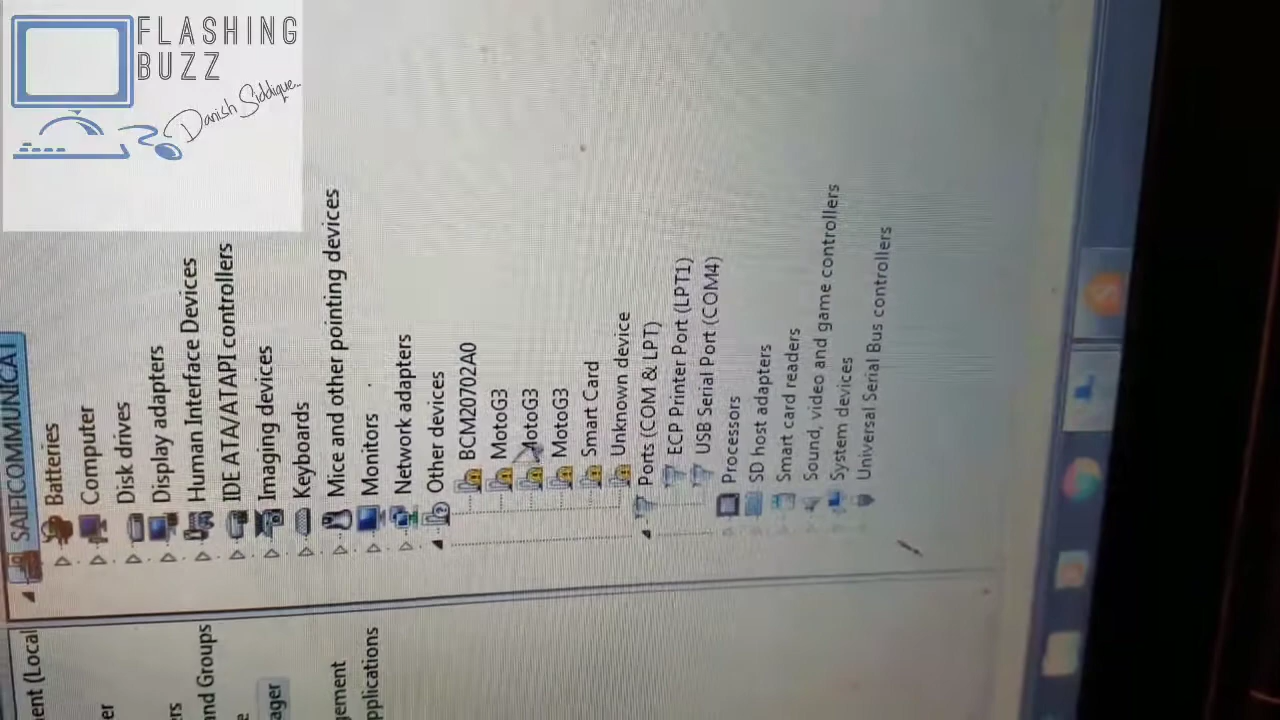 FLASHING
BUZZ
Danish Siddique...
SAIFICOMMUNICAT
Batteries
Computer
Disk drives
Display adapters
Human Interface Devices
IDE ATA/ATAPI controllers
Imaging devices
Keyboards
Mice and other pointing devices
Monitors
Network adapters
Other devices
BCM20702A0
MotoG3
MotoG3
MotoG3
Smart Card
Unknown device
Ports (COM & LPT)
ECP Printer Port (LPT1)
USB Serial Port (COM4)
Processors
SD host adapters
Smart card readers
Sound, video and game controllers
System devices
Universal Serial Bus controllers
ent (Local
er
rs
and Groups
e
ager
gement
pplications